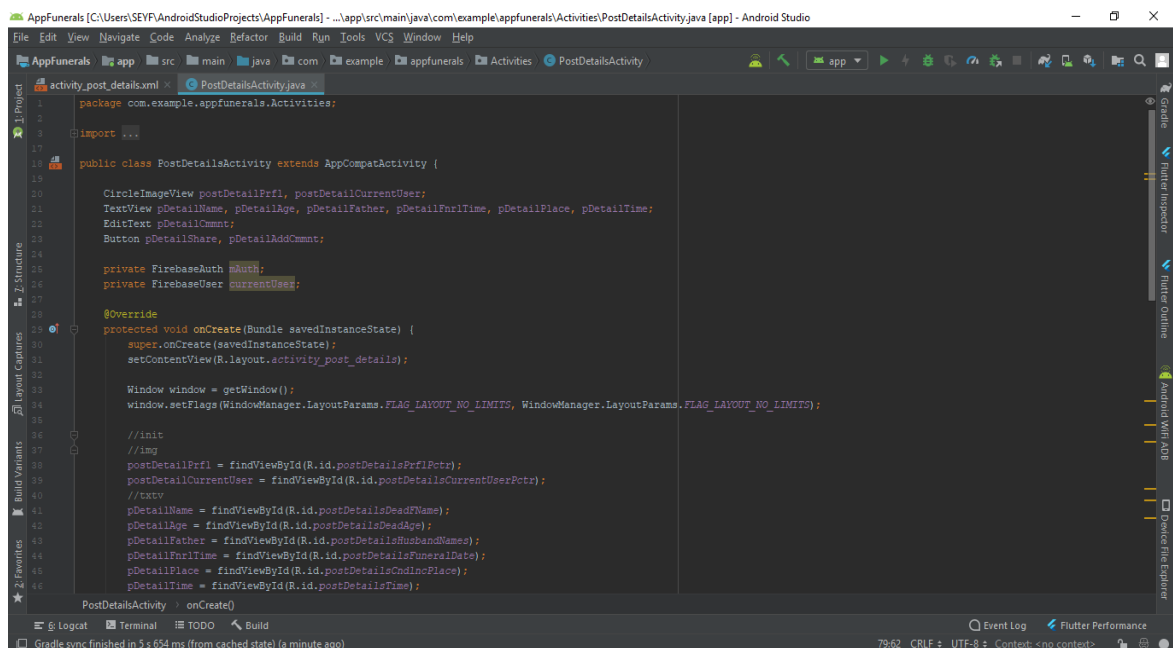 AppFunerals [C:\Users\SEYF\AndroidStudioProjects\AppFunerals] - ...\app\src\main\java\com\example\appfunerals\Activities\PostDetailsActivity.java [app] - Android Studio
File Edit View Navigate Code Analyze Refactor Build Run Tools VCS Window Help
AppFunerals app src main java com example appfunerals Activities PostDetailsActivity app
activity_post_details.xml PostDetailsActivity.java
1 package com.example.appfunerals.Activities;
2
3 import ...
17
18 public class PostDetailsActivity extends AppCompatActivity {
19
20 CircleImageView postDetailPrfl, postDetailCurrentUser;
21 TextView pDetailName, pDetailAge, pDetailFather, pDetailFnrlTime, pDetailPlace, pDetailTime;
22 EditText pDetailCmmnt;
23 Button pDetailShare, pDetailAddCmmnt;
24
25 private FirebaseAuth mAuth;
26 private FirebaseUser currentUser;
27
28 @Override
29 protected void onCreate(Bundle savedInstanceState) {
30 super.onCreate(savedInstanceState);
31 setContentView(R.layout.activity_post_details);
32
33 Window window = getWindow();
34 window.setFlags(WindowManager.LayoutParams.FLAG_LAYOUT_NO_LIMITS, WindowManager.LayoutParams.FLAG_LAYOUT_NO_LIMITS);
35
36 //init
37 //img
38 postDetailPrfl = findViewById(R.id.postDetailsPrflPctr);
39 postDetailCurrentUser = findViewById(R.id.postDetailsCurrentUserPctr);
40 //txtv
41 pDetailName = findViewById(R.id.postDetailsDeadFName);
42 pDetailAge = findViewById(R.id.postDetailsDeadAge);
43 pDetailFather = findViewById(R.id.postDetailsHusbandNames);
44 pDetailFnrlTime = findViewById(R.id.postDetailsFuneralDate);
45 pDetailPlace = findViewById(R.id.postDetailsCndlncPlace);
46 pDetailTime = findViewById(R.id.postDetailsTime);
PostDetailsActivity onCreate()
1: Project
7: Structure
Layout Captures
Build Variants
2: Favorites
Gradle
Flutter Inspector
Flutter Outline
Android WiFi ADB
Device File Explorer
6: Logcat Terminal TODO Build Event Log Flutter Performance
Gradle sync finished in 5 s 654 ms (from cached state) (a minute ago) 79:62 CRLF UTF-8 Context: <no context>